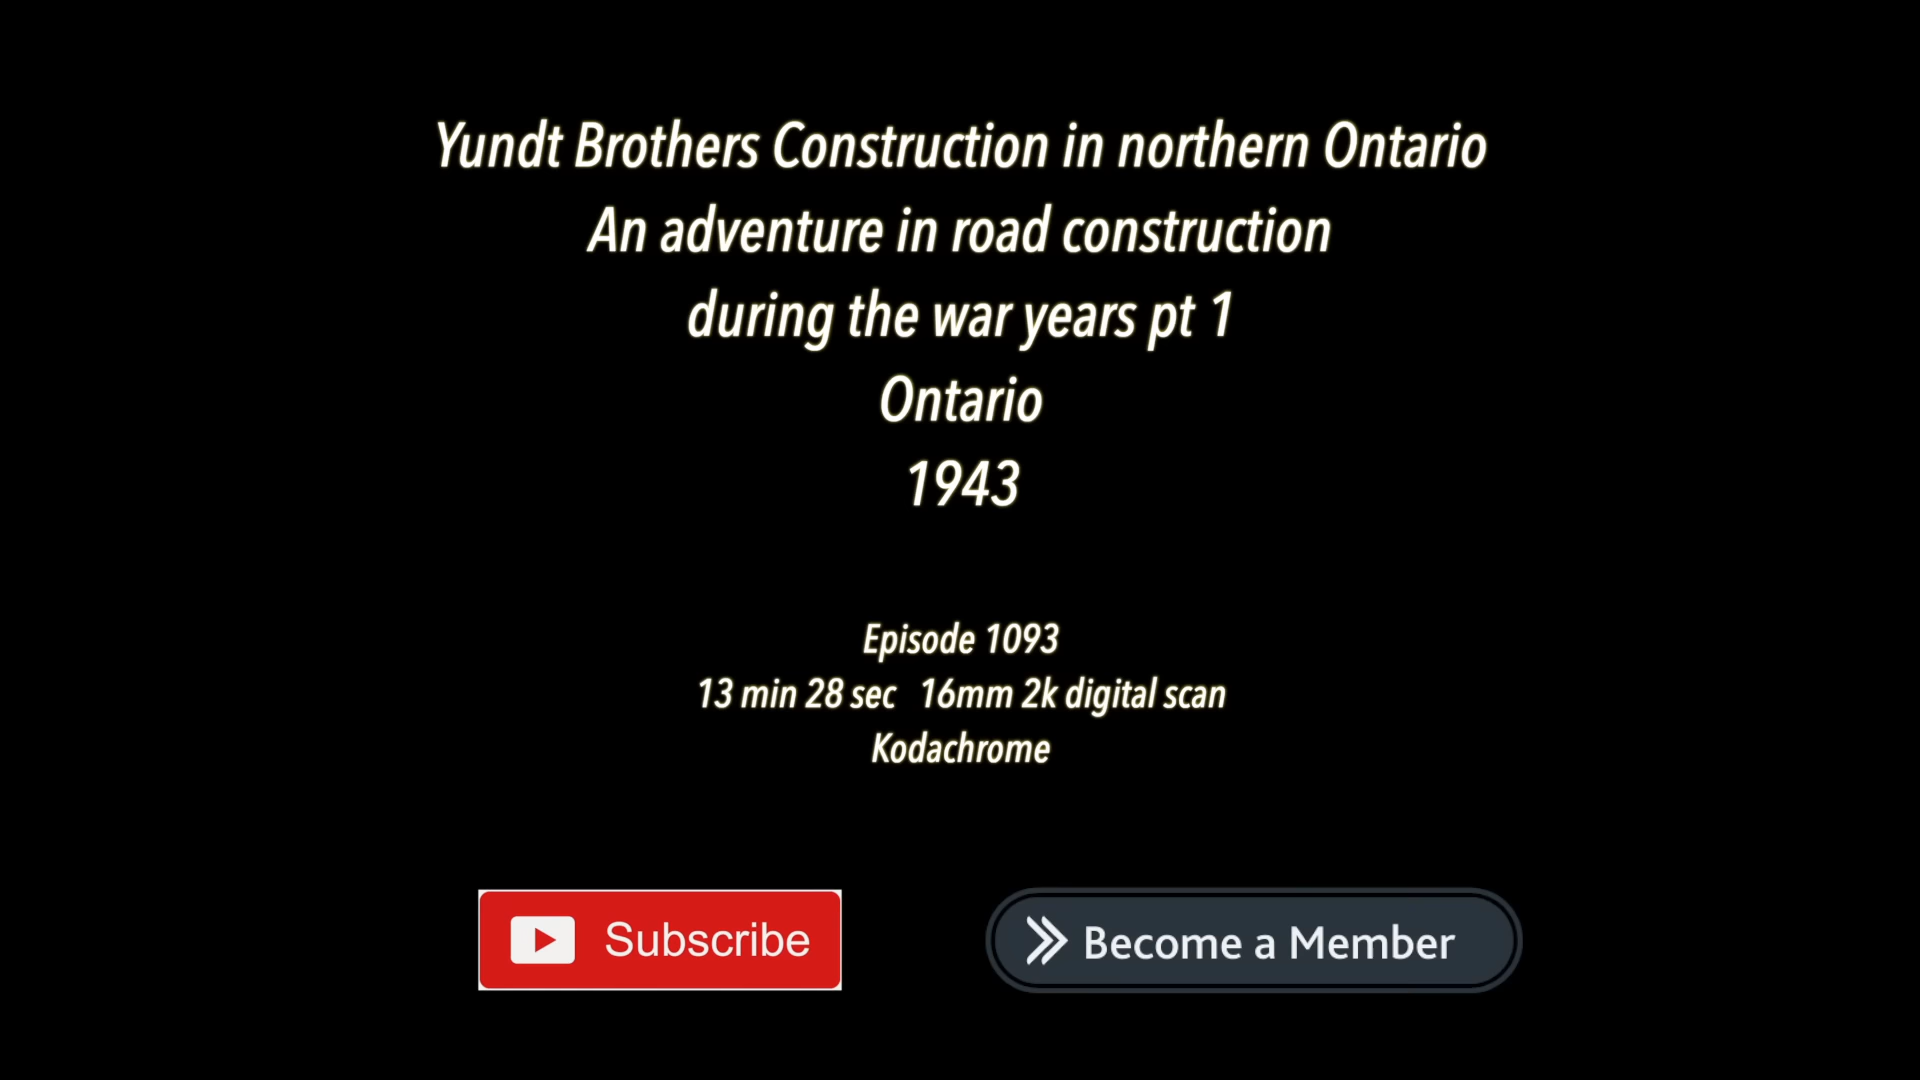 Yundt Brothers Construction in northern Ontario
An adventure in road construction
during the war years pt 1
Ontario
1943
Episode 1093
13 min 28 sec 16mm 2k digital scan
Kodachrome
Subscribe
Become a Member